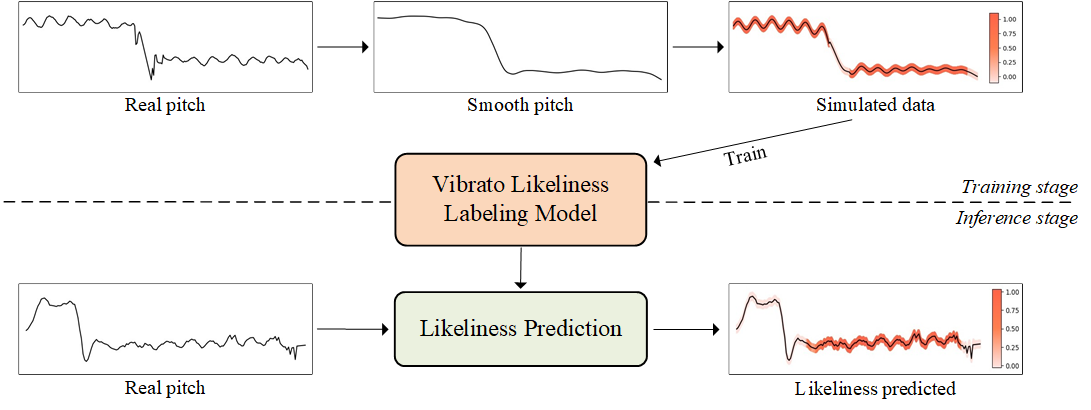 1.00
0.75
0.50
0.25
0.00
Real pitch
Smooth pitch
Simulated data
Train
Vibrato Likeliness
Labeling Model
Training stage
Inference stage
Likeliness Prediction
1.00
0.75
0.50
0.25
0.00
Real pitch
Likeliness predicted